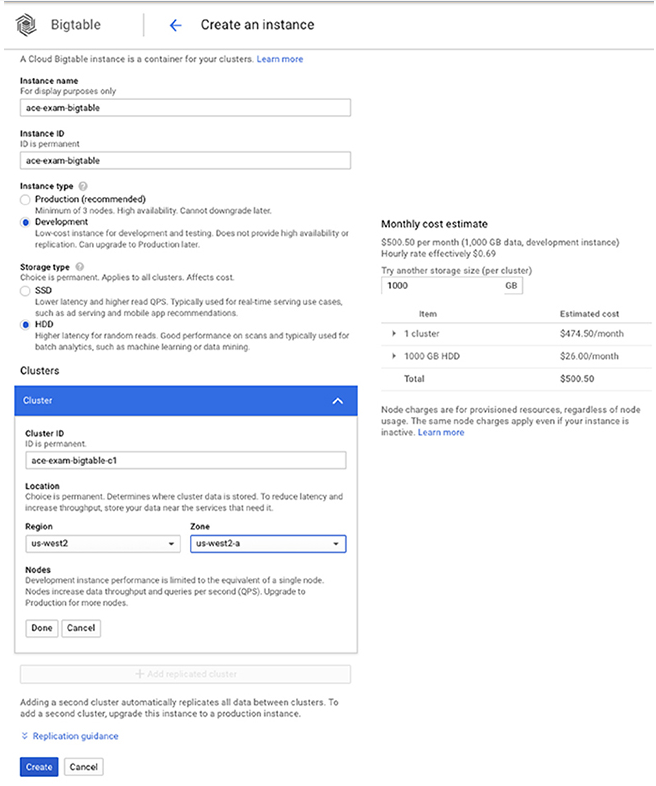 Bigtable
Create an instance
A Cloud Bigtable instance is a container for your clusters. Learn more
Instance name
For display purposes only
ace-exam-bigtable
Instance ID
ID is permanent
ace-exam-bigtable
Instance type
Production (recommended)
Minimum of 3 nodes. High availability. Cannot downgrade later.
Development
Low-cost instance for development and testing. Does not provide high availability or
replication. Can upgrade to Production later.
Storage type
Choice is permanent. Applies to all clusters. Affects cost.
SSD
Lower latency and higher read QPS. Typically used for real-time serving use cases,
such as ad serving and mobile app recommendations.
HDD
Higher latency for random reads. Good performance on scans and typically used for
batch analytics, such as machine learning or data mining.
Clusters
Cluster
Cluster ID
ID is permanent.
ace-exam-bigtable-c1
Location
Choice is permanent. Determines where cluster data is stored. To reduce latency and
increase throughput, store your data near the services that need it.
Region
Zone
us-west2
us-west2-a
Nodes
Development instance performance is limited to the equivalent of a single node.
Nodes increase data throughput and queries per second (QPS). Upgrade to
Production for more nodes.
Done
Cancel
+ Add replicated cluster
Adding a second cluster automatically replicates all data between clusters. To
add a second cluster, upgrade this instance to a production instance.
Replication guidance
Create
Cancel
Monthly cost estimate
$500.50 per month (1,000 GB data, development instance)
Hourly rate effectively $0.69
Try another storage size (per cluster)
1000 GB
Item Estimated cost
1 cluster $474.50/month
1000 GB HDD $26.00/month
Total $500.50
Node charges are for provisioned resources, regardless of node
usage. The same node charges apply even if your instance is
inactive. Learn more